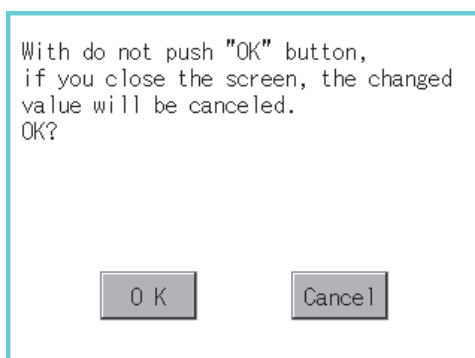 With do not push "OK" button,
if you close the screen, the changed
value will be canceled.
OK?
O K
Cancel